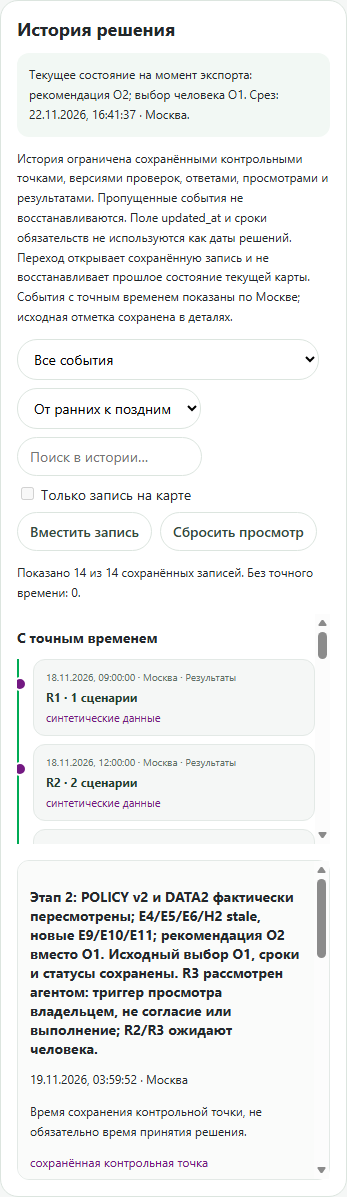 История решения
Текущее состояние на момент экспорта:
рекомендация O2; выбор человека O1. Срез:
22.11.2026, 16:41:37 · Москва.
История ограничена сохранёнными контрольными
точками, версиями проверок, ответами, просмотрами и
результатами. Пропущенные события не
восстанавливаются. Поле updated_at и сроки
обязательств не используются как даты решений.
Переход открывает сохранённую запись и не
восстанавливает прошлое состояние текущей карты.
События с точным временем показаны по Москве;
исходная отметка сохранена в деталях.
Все события
От ранних к поздним
Поиск в истории...
Только запись на карте
Вместить запись
Сбросить просмотр
Показано 14 из 14 сохранённых записей. Без точного
времени: 0.
С точным временем
18.11.2026, 09:00:00 · Москва · Результаты
R1 · 1 сценарии
синтетические данные
18.11.2026, 12:00:00 · Москва · Результаты
R2 · 2 сценарии
синтетические данные
Этап 2: POLICY v2 и DATA2 фактически
пересмотрены; E4/E5/E6/H2 stale,
новые E9/E10/E11; рекомендация O2
вместо O1. Исходный выбор O1, сроки
и статусы сохранены. R3 рассмотрен
агентом: триггер просмотра
владельцем, не согласие или
выполнение; R2/R3 ожидают
человека.
19.11.2026, 03:59:52 · Москва
Время сохранения контрольной точки, не
обязательно время принятия решения.
сохранённая контрольная точка